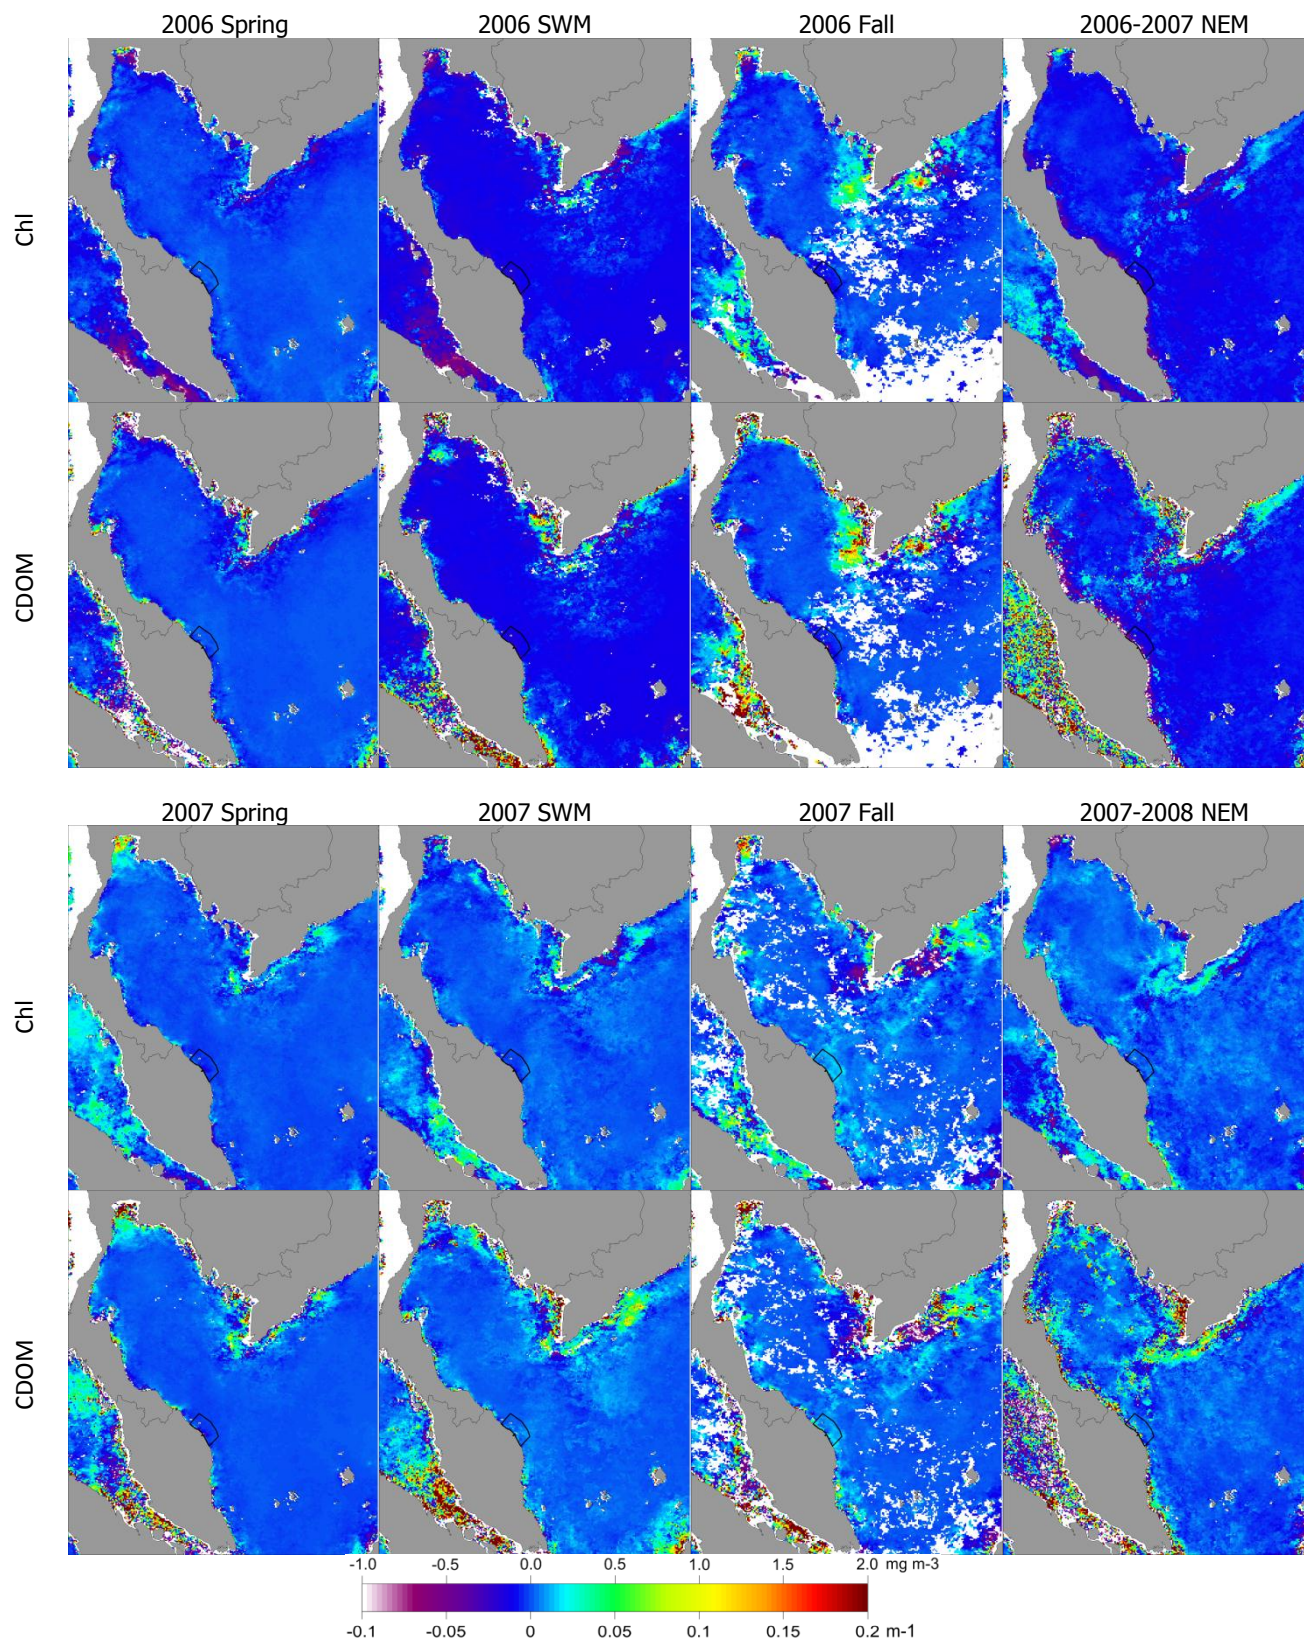 2006 Spring 2006 SWM 2006 Fall 2006-2007 NEM
Chl
CDOM
2007 Spring 2007 SWM 2007 Fall 2007-2008 NEM
Chl
CDOM
-1.0 -0.5 0.0 0.5 1.0 1.5 2.0 mg m-3
-0.1 -0.05 0 0.05 0.1 0.15 0.2 m-1